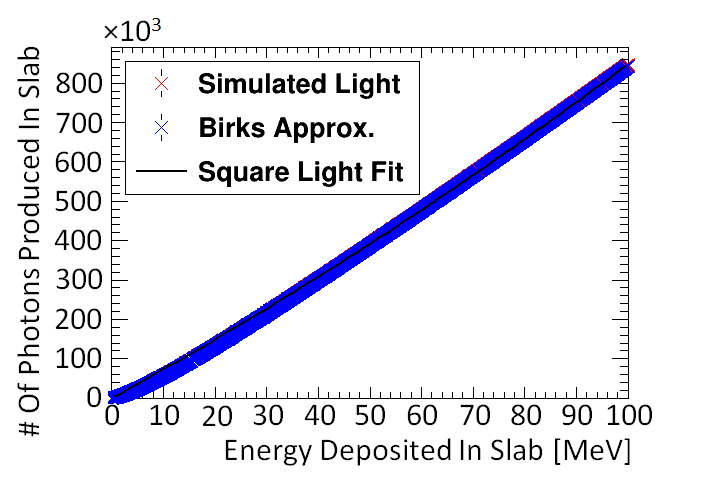 ×10³
# Of Photons Produced In Slab
800
700
600
500
400
300
200
100
0
Simulated Light
Birks Approx.
Square Light Fit
0 10 20 30 40 50 60 70 80 90 100
Energy Deposited In Slab [MeV]